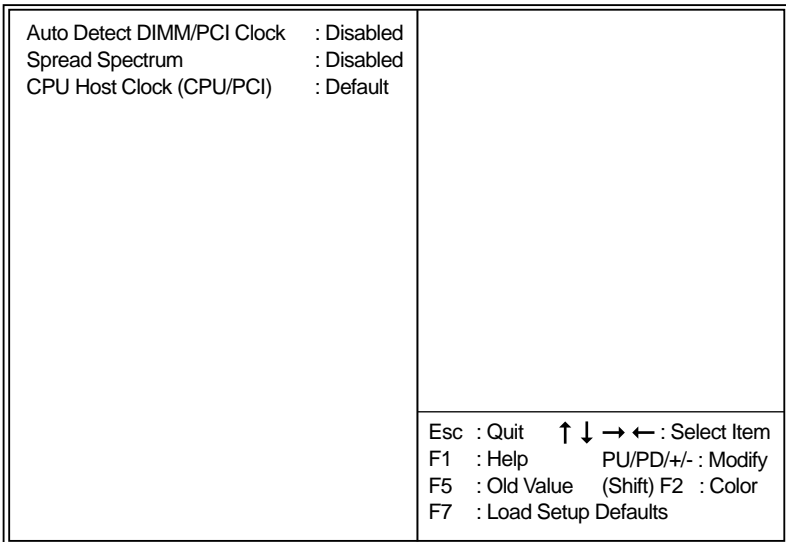 Auto Detect DIMM/PCI Clock : Disabled
Spread Spectrum : Disabled
CPU Host Clock (CPU/PCI) : Default
Esc : Quit ↑ ↓ → ← : Select Item
F1 : Help PU/PD/+/- : Modify
F5 : Old Value (Shift) F2 : Color
F7 : Load Setup Defaults